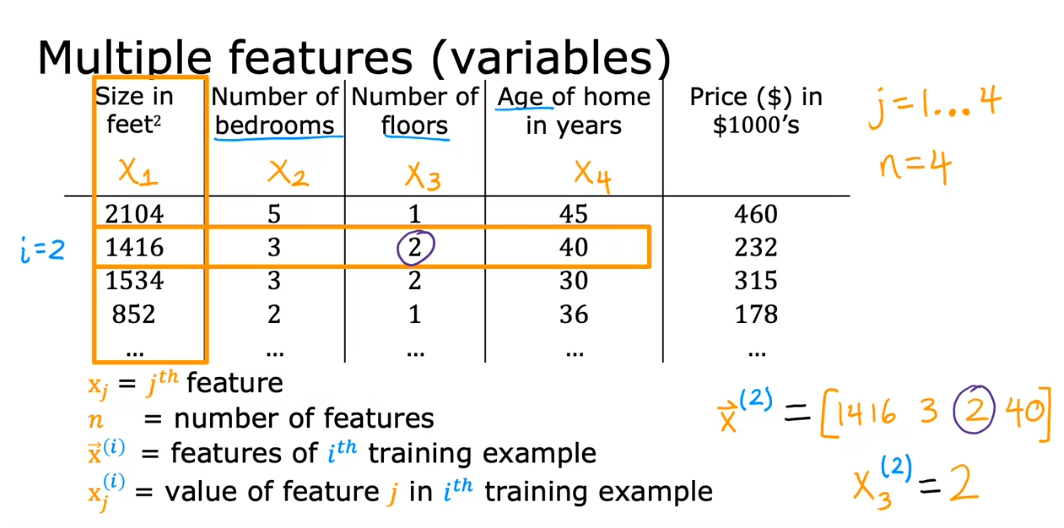 Multiple features (variables)
Size in feet² Number of bedrooms Number of floors Age of home in years Price ($) in $1000's
j=1...4
X₁ X₂ X₃ X₄
n=4
2104 5 1 45 460
i=2 1416 3 2 40 232
1534 3 2 30 315
852 2 1 36 178
... ... ... ... ...
xⱼ = jᵗʰ feature
n = number of features
x⃗⁽ⁱ⁾ = features of iᵗʰ training example
xⱼ⁽ⁱ⁾ = value of feature j in iᵗʰ training example
x⃗⁽²⁾ = [1416 3 2 40]
X₃⁽²⁾ = 2